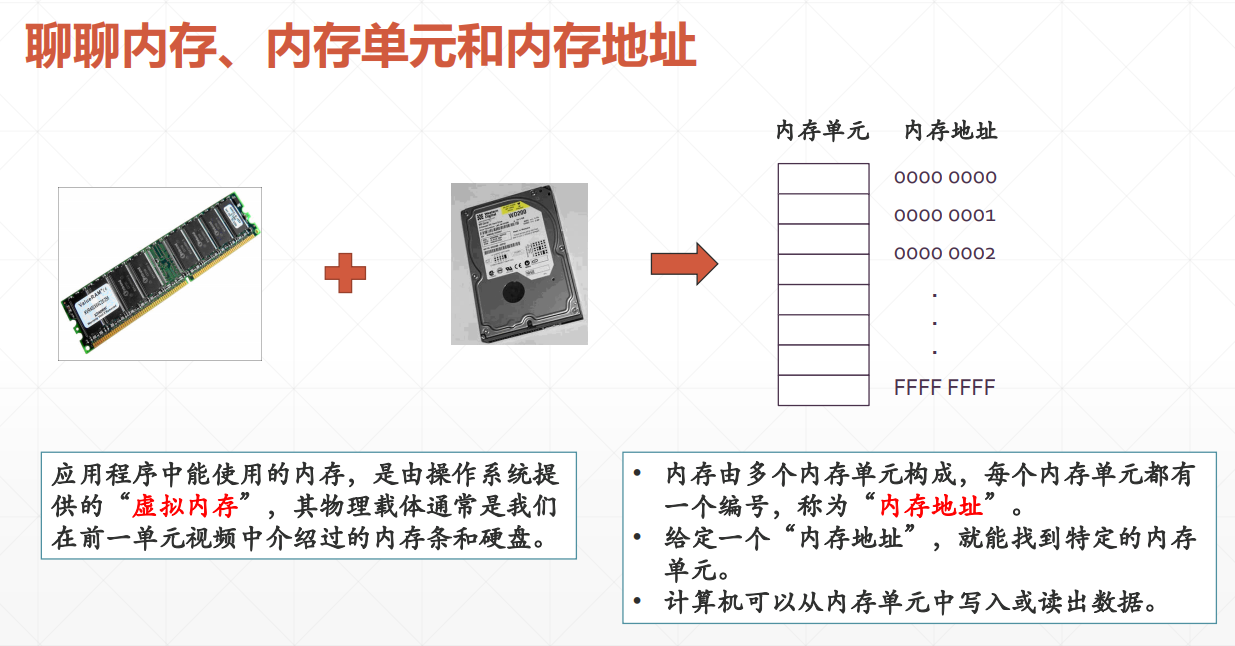 聊聊内存、内存单元和内存地址
内存单元 内存地址
0000 0000
0000 0001
0000 0002
.
.
.
FFFF FFFF
ValueRAM
WD200
应用程序中能使用的内存，是由操作系统提
供的“虚拟内存”，其物理载体通常是我们
在前一单元视频中介绍过的内存条和硬盘。
• 内存由多个内存单元构成，每个内存单元都有
一个编号，称为“内存地址”。
• 给定一个“内存地址”，就能找到特定的内存
单元。
• 计算机可以从内存单元中写入或读出数据。